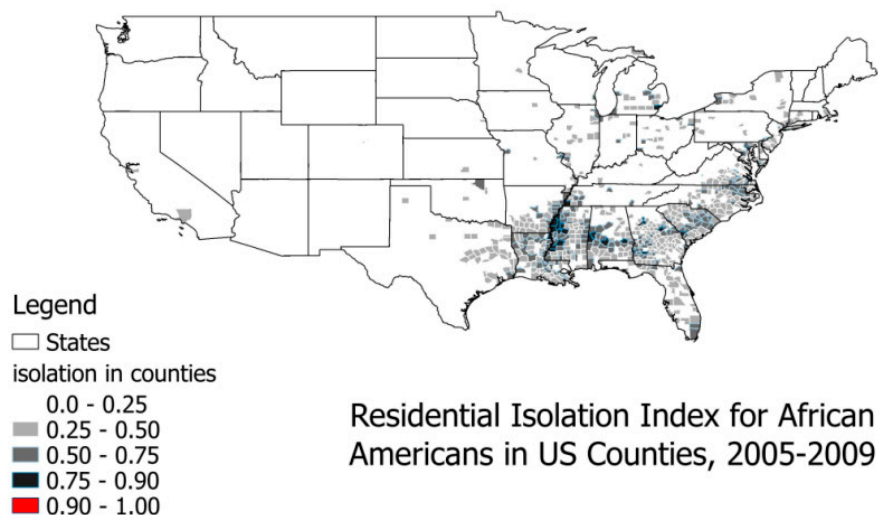 Legend
States
isolation in counties
0.0 - 0.25
0.25 - 0.50
0.50 - 0.75
0.75 - 0.90
0.90 - 1.00
Residential Isolation Index for African
Americans in US Counties, 2005-2009